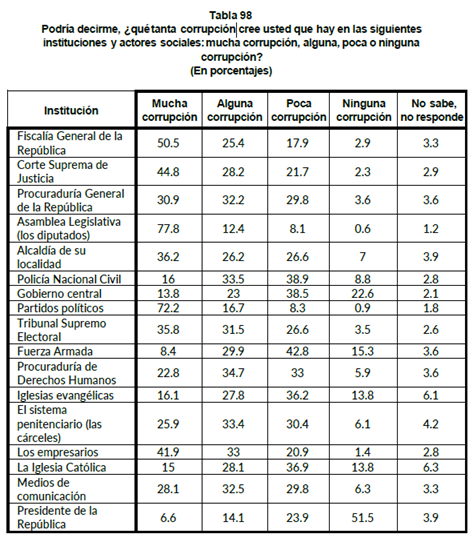 Tabla 98
Podría decirme, ¿qué tanta corrupción cree usted que hay en las siguientes
instituciones y actores sociales: mucha corrupción, alguna, poca o ninguna
corrupción?
(En porcentajes)
Institución Mucha corrupción Alguna corrupción Poca corrupción Ninguna corrupción No sabe, no responde
Fiscalía General de la República 50.5 25.4 17.9 2.9 3.3
Corte Suprema de Justicia 44.8 28.2 21.7 2.3 2.9
Procuraduría General de la República 30.9 32.2 29.8 3.6 3.6
Asamblea Legislativa (los diputados) 77.8 12.4 8.1 0.6 1.2
Alcaldía de su localidad 36.2 26.2 26.6 7 3.9
Policía Nacional Civil 16 33.5 38.9 8.8 2.8
Gobierno central 13.8 23 38.5 22.6 2.1
Partidos políticos 72.2 16.7 8.3 0.9 1.8
Tribunal Supremo Electoral 35.8 31.5 26.6 3.5 2.6
Fuerza Armada 8.4 29.9 42.8 15.3 3.6
Procuraduría de Derechos Humanos 22.8 34.7 33 5.9 3.6
Iglesias evangélicas 16.1 27.8 36.2 13.8 6.1
El sistema penitenciario (las cárceles) 25.9 33.4 30.4 6.1 4.2
Los empresarios 41.9 33 20.9 1.4 2.8
La Iglesia Católica 15 28.1 36.9 13.8 6.3
Medios de comunicación 28.1 32.5 29.8 6.3 3.3
Presidente de la República 6.6 14.1 23.9 51.5 3.9